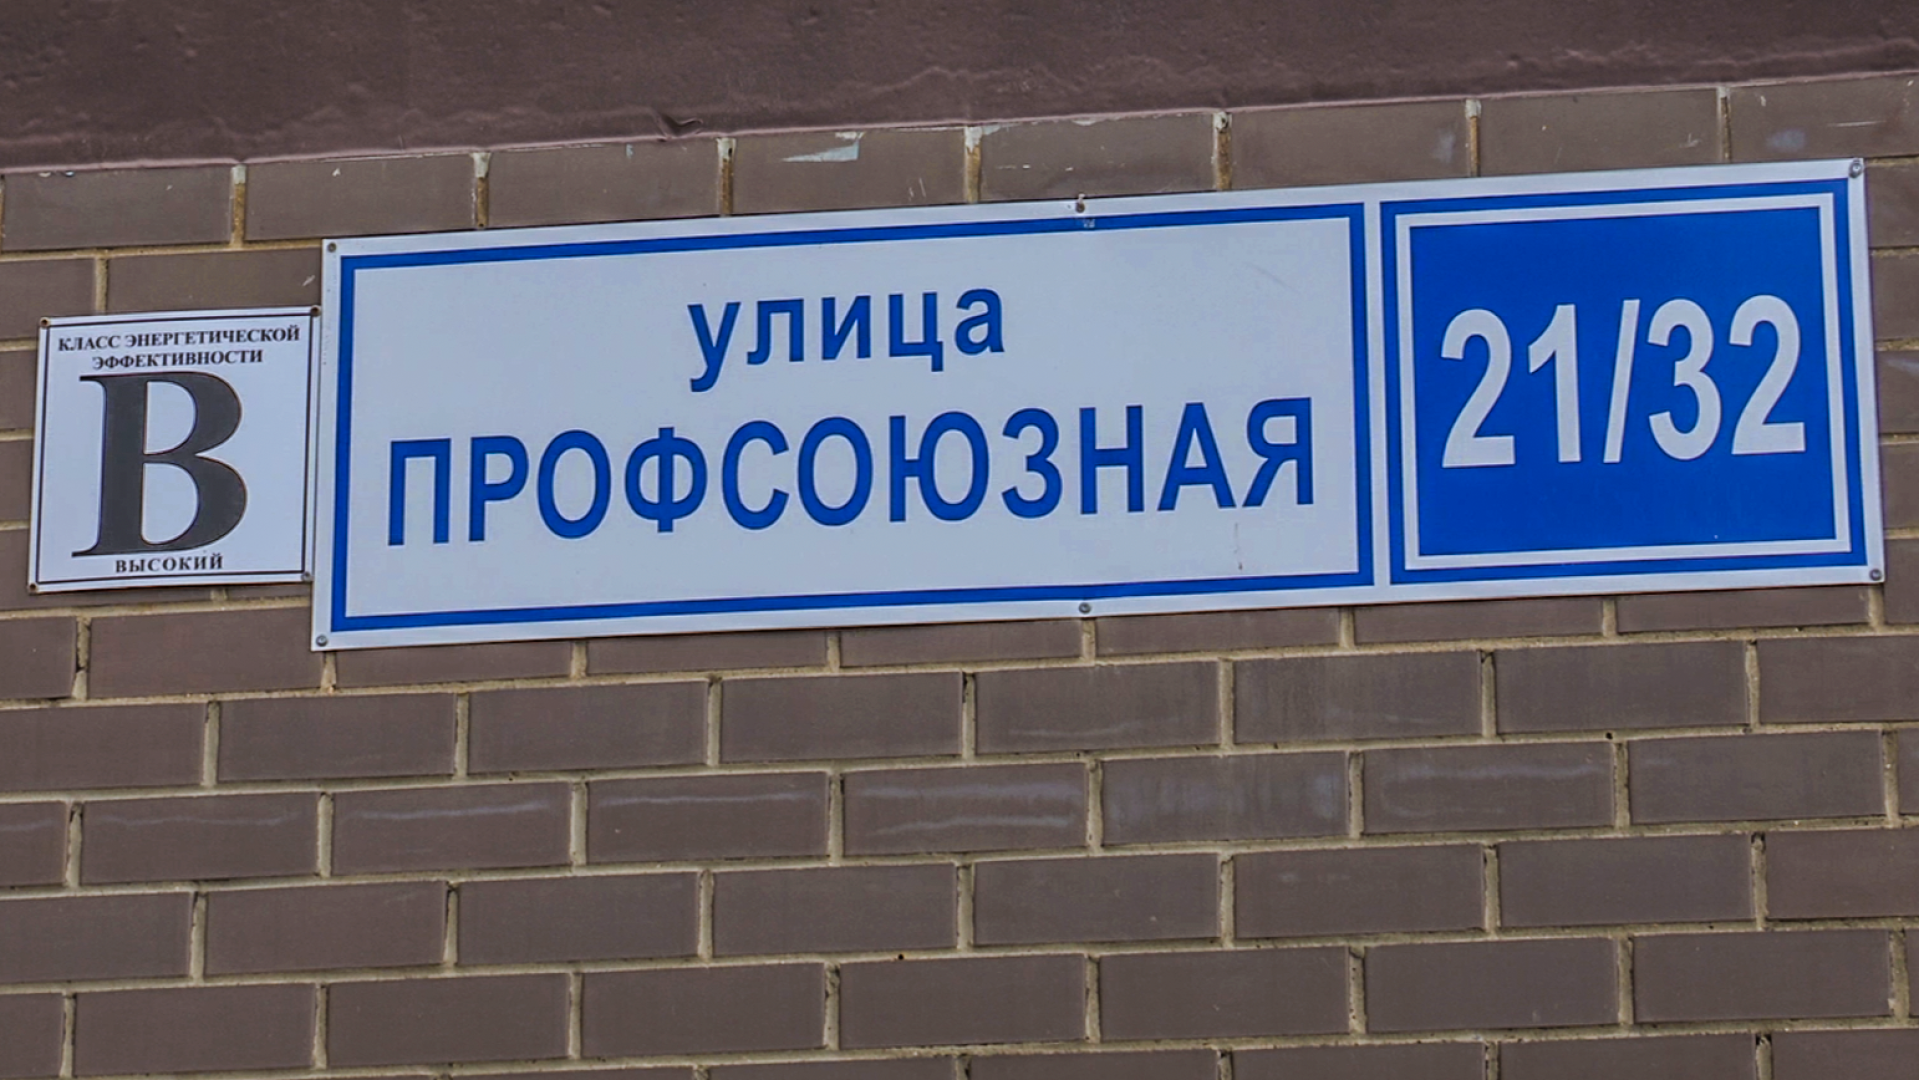 КЛАСС ЭНЕРГЕТИЧЕСКОЙ
ЭФФЕКТИВНОСТИ
В
ВЫСОКИЙ
улица
ПРОФСОЮЗНАЯ
21/32